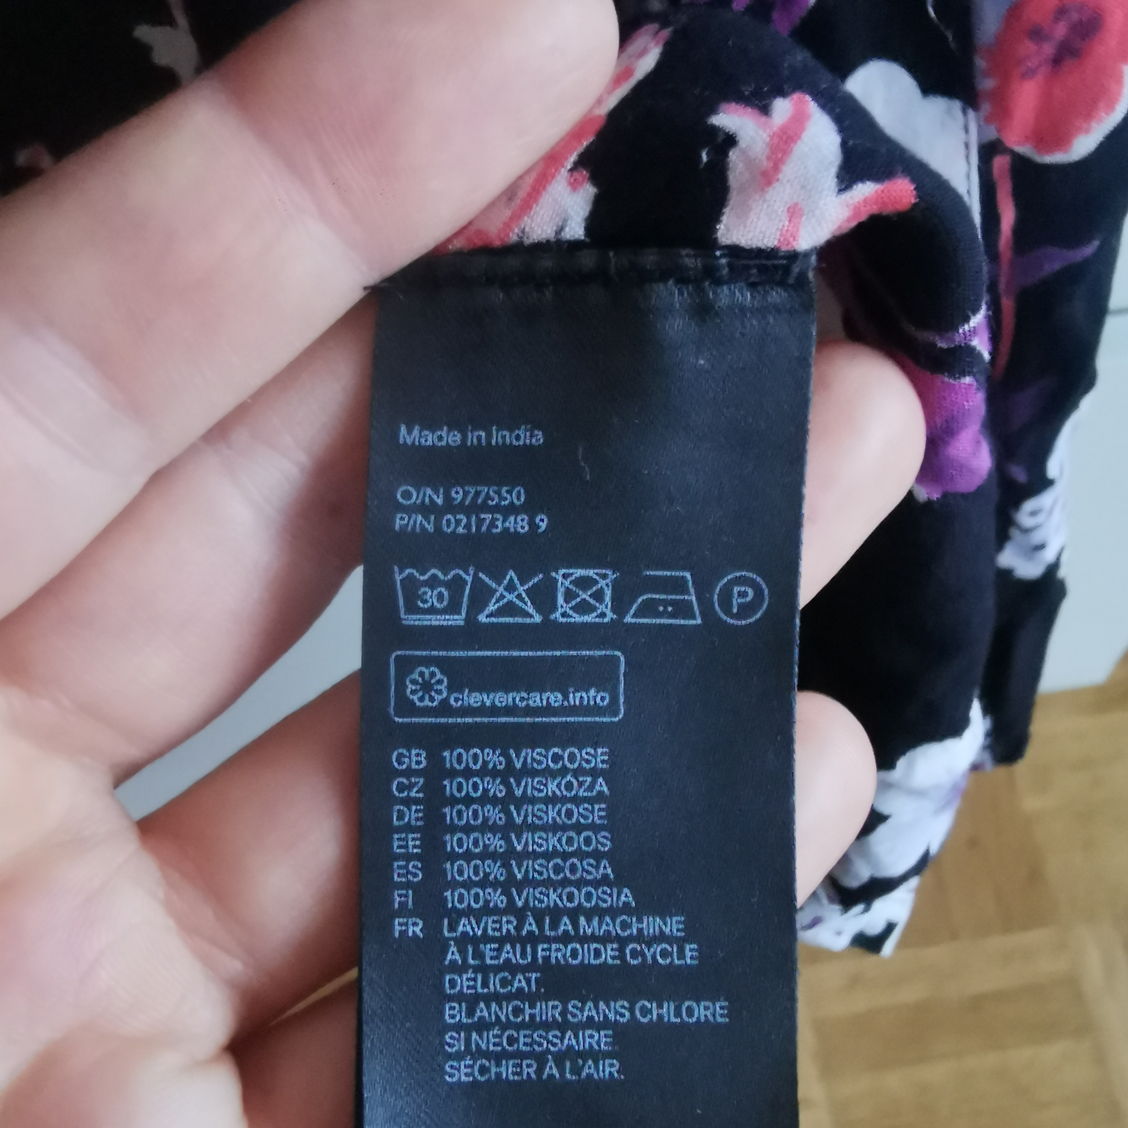 Made in India
O/N 977550
P/N 0217348 9
30 P
clevercare.info
GB 100% VISCOSE
CZ 100% VISKÓZA
DE 100% VISKOSE
EE 100% VISKOOS
ES 100% VISCOSA
FI 100% VISKOOSIA
FR LAVER À LA MACHINE
À L'EAU FROIDE CYCLE
DÉLICAT.
BLANCHIR SANS CHLORE
SI NÉCESSAIRE.
SÉCHER À L'AIR.